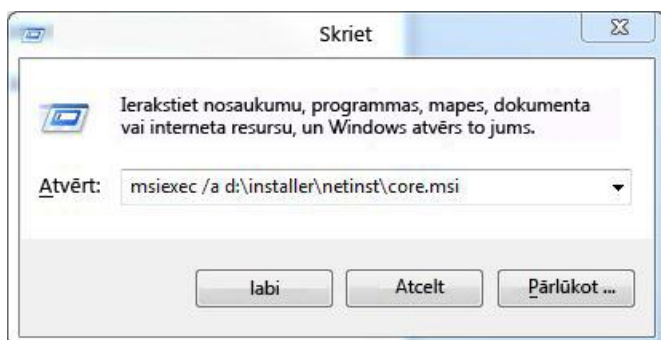 Skriet
Ierakstiet nosaukumu, programmas, mapes, dokumenta
vai interneta resursu, un Windows atvērs to jums.
Atvērt:
msiexec /a d:\installer\netinst\core.msi
labi
Atcelt
Pārlūkot ...